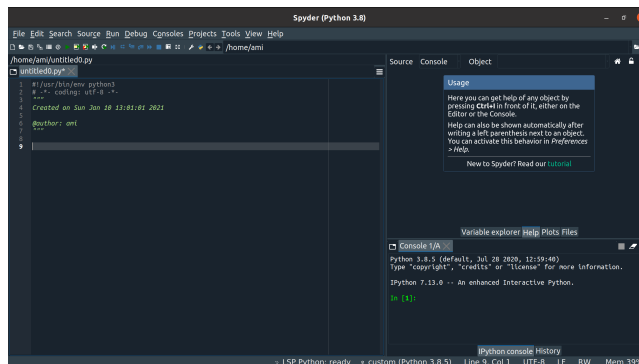 Spyder (Python 3.8)
File Edit Search Source Run Debug Consoles Projects Tools View Help
/home/ami
/home/ami/untitled0.py
untitled0.py*
1 #!/usr/bin/env python3
2 # -*- coding: utf-8 -*-
3 """
4 Created on Sun Jan 10 13:01:01 2021
5
6 @author: ami
7 """
8
9
Source Console Object
Usage
Here you can get help of any object by
pressing Ctrl+I in front of it, either on the
Editor or the Console.
Help can also be shown automatically after
writing a left parenthesis next to an object.
You can activate this behavior in Preferences
> Help.
New to Spyder? Read our tutorial
Variable explorer Help Plots Files
Console 1/A
Python 3.8.5 (default, Jul 28 2020, 12:59:40)
Type "copyright", "credits" or "license" for more information.
IPython 7.13.0 -- An enhanced Interactive Python.
In [1]:
IPython console History
LSP Python: ready custom (Python 3.8.5) Line 9, Col 1 UTF-8 LF RW Mem 39%